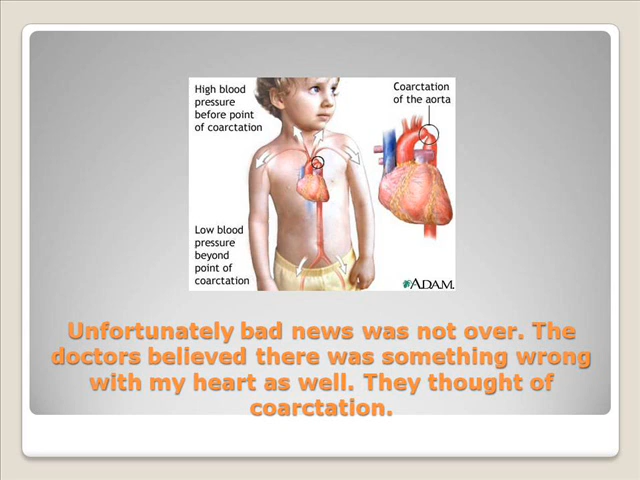 High blood
pressure
before point
of coarctation
Coarctation
of the aorta
Low blood
pressure
beyond
point of
coarctation
ADAM.
Unfortunately bad news was not over. The
doctors believed there was something wrong
with my heart as well. They thought of
coarctation.